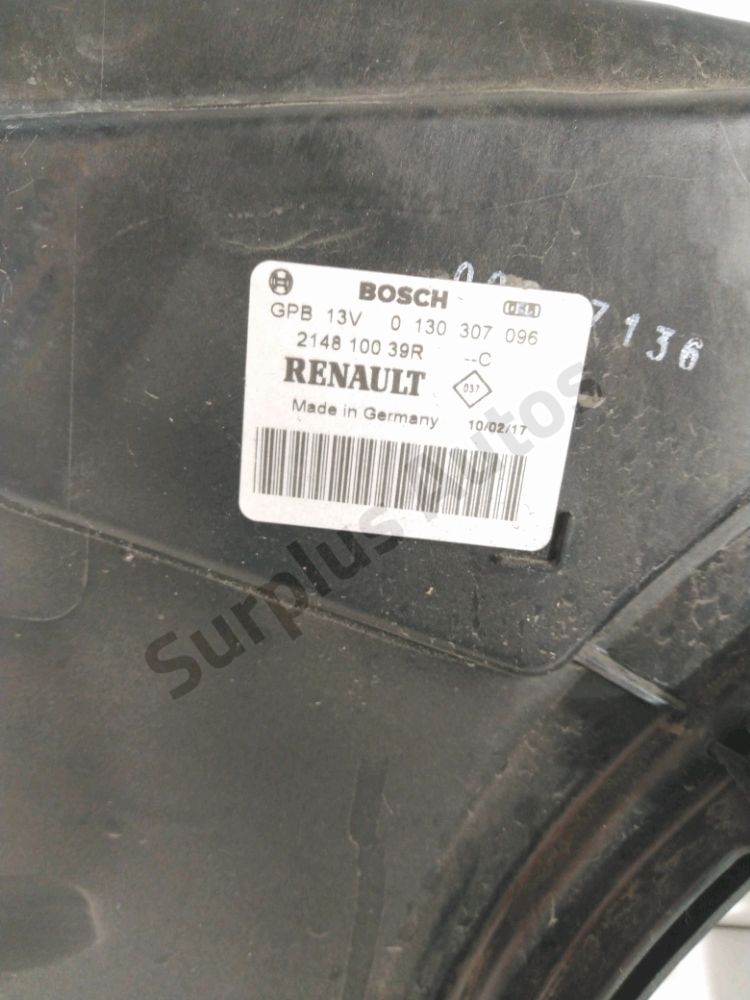 BOSCH
GPB 13V 0 130 307 096
2148 100 39R --C
RENAULT 037
Made in Germany 10/02/17
7136
Surplus Autos